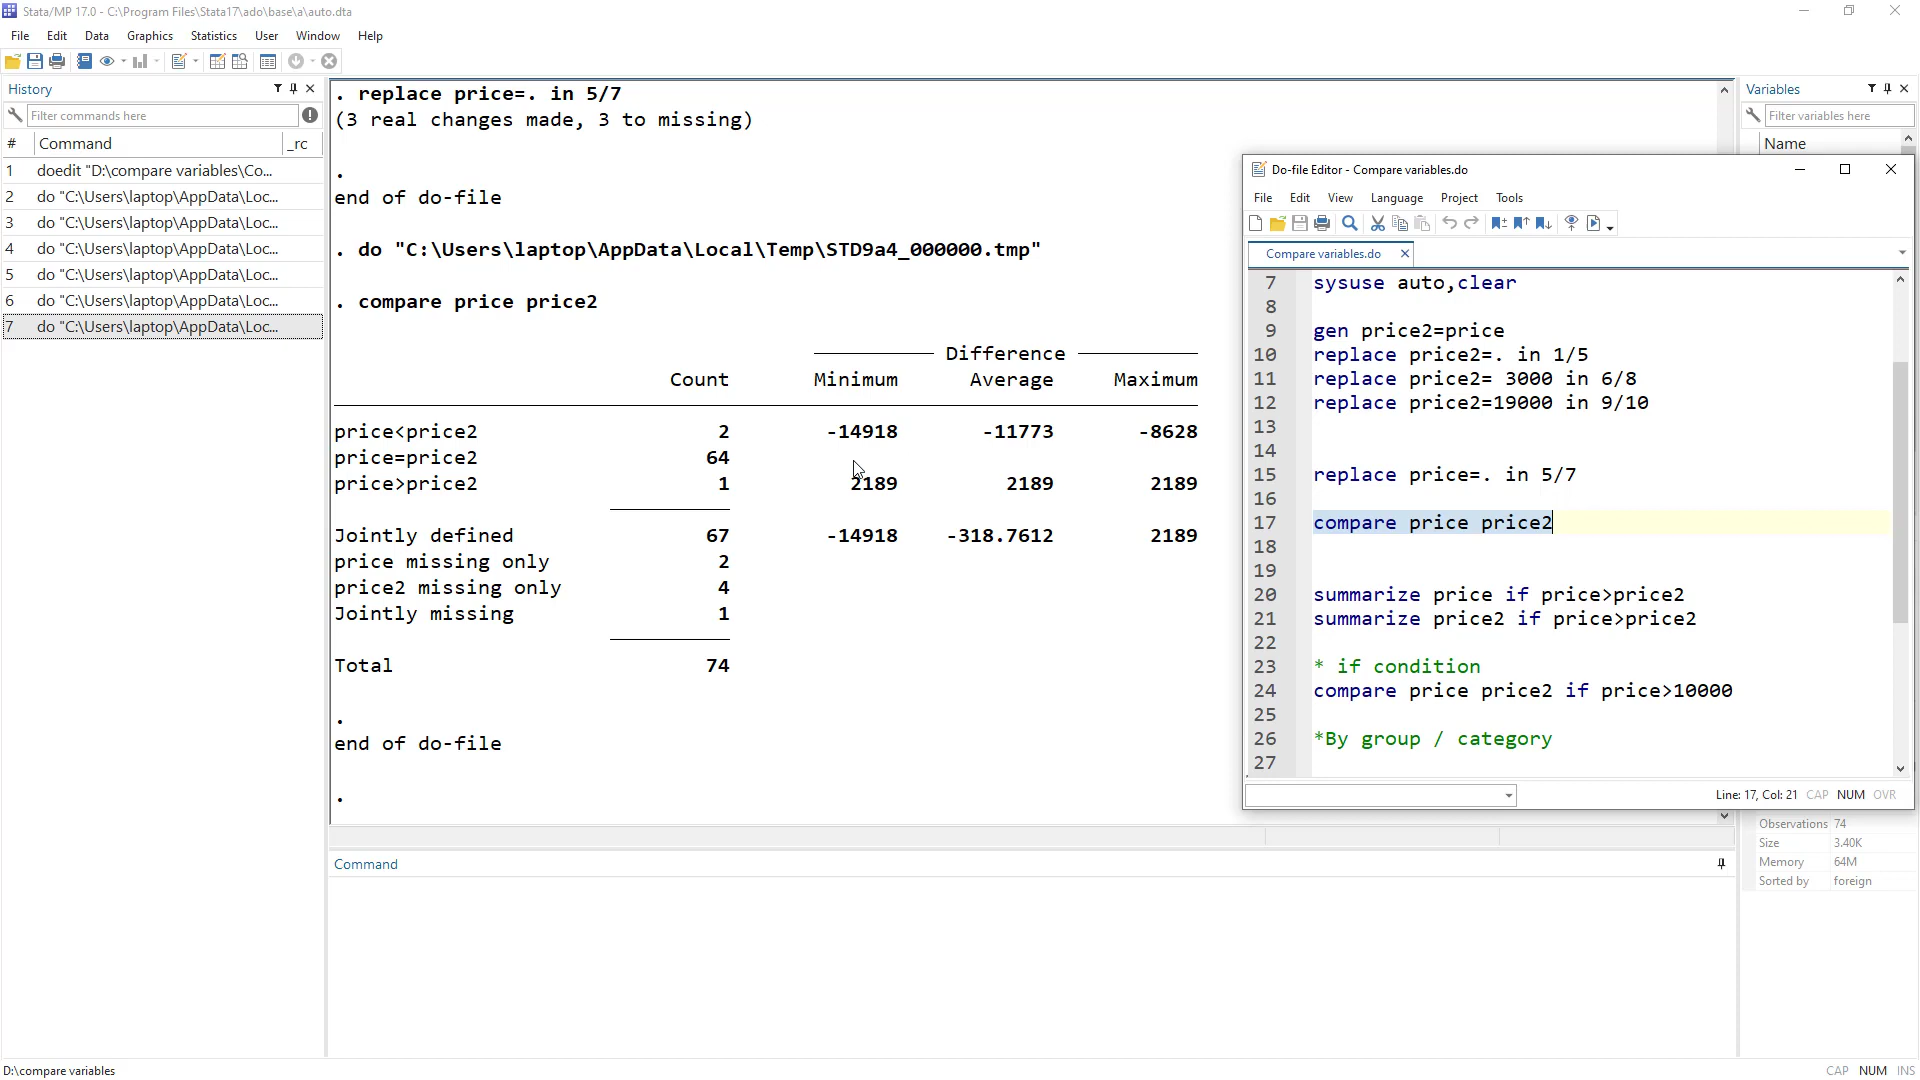 Stata/MP 17.0 - C:\Program Files\Stata17\ado\base\a\auto.dta
File Edit Data Graphics Statistics User Window Help
History
Filter commands here
# Command _rc
1 doedit "D:\compare variables\Co...
2 do "C:\Users\laptop\AppData\Loc...
3 do "C:\Users\laptop\AppData\Loc...
4 do "C:\Users\laptop\AppData\Loc...
5 do "C:\Users\laptop\AppData\Loc...
6 do "C:\Users\laptop\AppData\Loc...
7 do "C:\Users\laptop\AppData\Loc...
. replace price=. in 5/7
(3 real changes made, 3 to missing)
.
end of do-file
. do "C:\Users\laptop\AppData\Local\Temp\STD9a4_000000.tmp"
. compare price price2
Difference
Count Minimum Average Maximum
price<price2 2 -14918 -11773 -8628
price=price2 64
price>price2 1 2189 2189 2189
Jointly defined 67 -14918 -318.7612 2189
price missing only 2
price2 missing only 4
Jointly missing 1
Total 74
.
end of do-file
.
Command
Variables
Filter variables here
Name
Do-file Editor - Compare variables.do
File Edit View Language Project Tools
Compare variables.do
7 sysuse auto,clear
8
9 gen price2=price
10 replace price2=. in 1/5
11 replace price2= 3000 in 6/8
12 replace price2=19000 in 9/10
13
14
15 replace price=. in 5/7
16
17 compare price price2
18
19
20 summarize price if price>price2
21 summarize price2 if price>price2
22
23 * if condition
24 compare price price2 if price>10000
25
26 *By group / category
27
Line: 17, Col: 21 CAP NUM OVR
Observations 74
Size 3.40K
Memory 64M
Sorted by foreign
D:\compare variables
CAP NUM INS